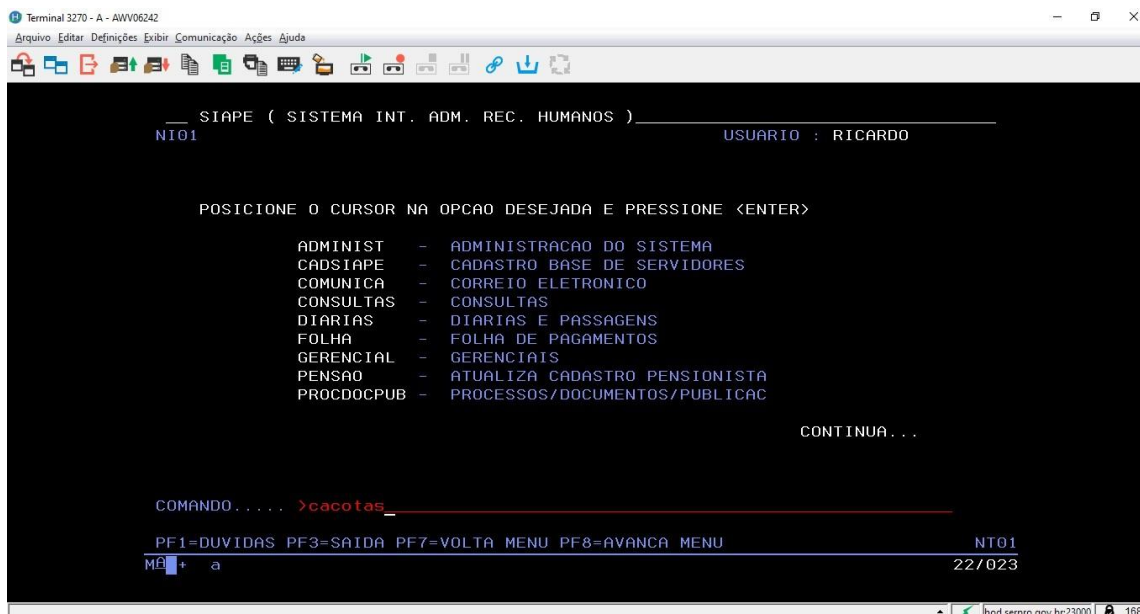 Terminal 3270 - A - AWV06242
Arquivo Editar Definições Exibir Comunicação Ações Ajuda
__ SIAPE ( SISTEMA INT. ADM. REC. HUMANOS )
NI01 USUARIO : RICARDO
POSICIONE O CURSOR NA OPCAO DESEJADA E PRESSIONE <ENTER>
ADMINIST - ADMINISTRACAO DO SISTEMA
CADSIAPE - CADASTRO BASE DE SERVIDORES
COMUNICA - CORREIO ELETRONICO
CONSULTAS - CONSULTAS
DIARIAS - DIARIAS E PASSAGENS
FOLHA - FOLHA DE PAGAMENTOS
GERENCIAL - GERENCIAIS
PENSAO - ATUALIZA CADASTRO PENSIONISTA
PROCDOCPUB - PROCESSOS/DOCUMENTOS/PUBLICAC
CONTINUA...
COMANDO..... >cacotas
PF1=DUVIDAS PF3=SAIDA PF7=VOLTA MENU PF8=AVANCA MENU NT01
MA + a 22/023
hod.serpro.gov.br:23000